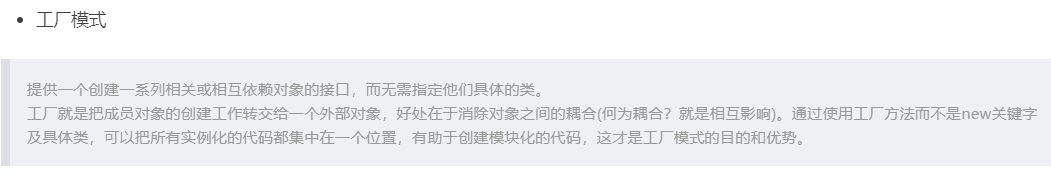 工厂模式
提供一个创建一系列相关或相互依赖对象的接口，而无需指定他们具体的类。
工厂就是把成员对象的创建工作转交给一个外部对象，好处在于消除对象之间的耦合(何为耦合？就是相互影响)。通过使用工厂方法而不是new关键字
及具体类，可以把所有实例化的代码都集中在一个位置，有助于创建模块化的代码，这才是工厂模式的目的和优势。